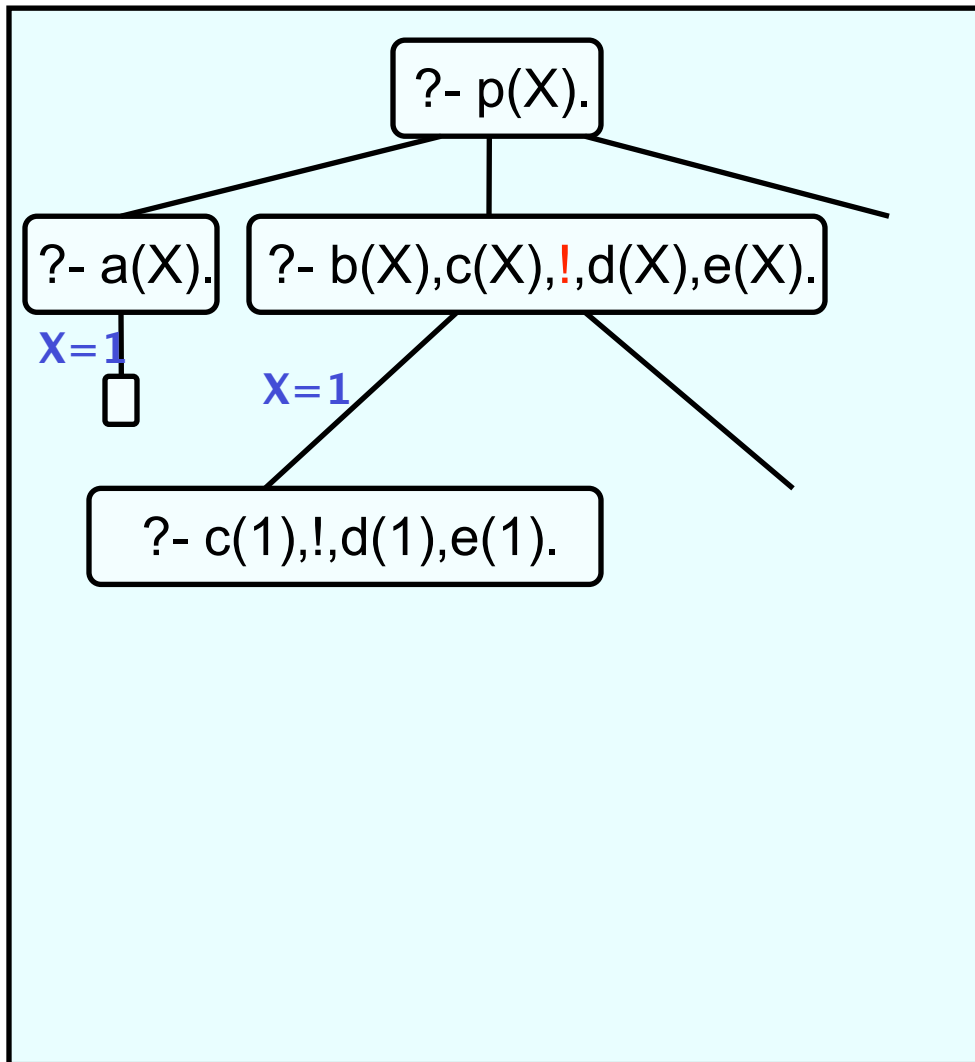 ?- p(X).
?- a(X).
?- b(X),c(X),!,d(X),e(X).
X=1
X=1
?- c(1),!,d(1),e(1).